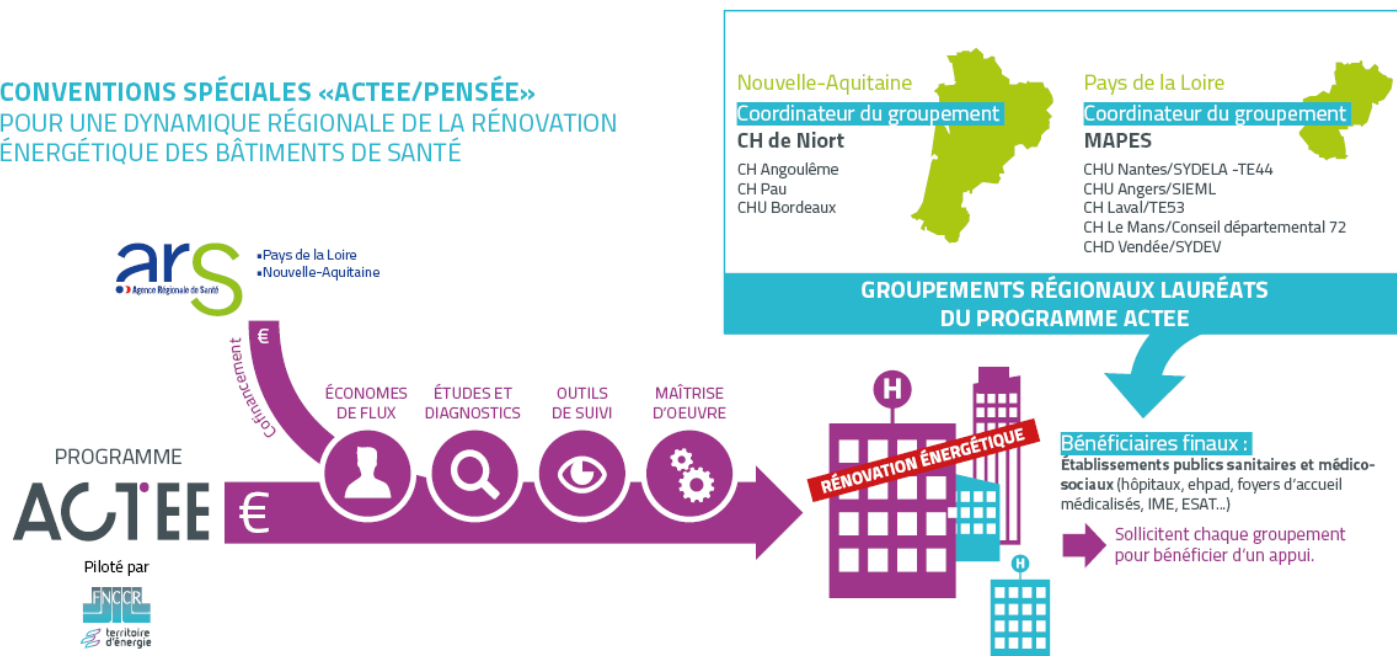 CONVENTIONS SPÉCIALES «ACTEE/PENSÉE»
POUR UNE DYNAMIQUE RÉGIONALE DE LA RÉNOVATION
ÉNERGÉTIQUE DES BÂTIMENTS DE SANTÉ
ars
Agence Régionale de Santé
▪Pays de la Loire
▪Nouvelle-Aquitaine
Cofinancement
€
ÉCONOMES
DE FLUX
ÉTUDES ET
DIAGNOSTICS
OUTILS
DE SUIVI
MAÎTRISE
D'OEUVRE
PROGRAMME
ACTEE
€
Piloté par
FNCCR
territoire
d'énergie
Nouvelle-Aquitaine
Coordinateur du groupement
CH de Niort
CH Angoulême
CH Pau
CHU Bordeaux
Pays de la Loire
Coordinateur du groupement
MAPES
CHU Nantes/SYDELA -TE44
CHU Angers/SIEML
CH Laval/TE53
CH Le Mans/Conseil départemental 72
CHD Vendée/SYDEV
GROUPEMENTS RÉGIONAUX LAURÉATS
DU PROGRAMME ACTEE
H
RÉNOVATION ÉNERGÉTIQUE
H
Bénéficiaires finaux :
Établissements publics sanitaires et médico-
sociaux (hôpitaux, ehpad, foyers d'accueil
médicalisés, IME, ESAT...)
Sollicitent chaque groupement
pour bénéficier d'un appui.